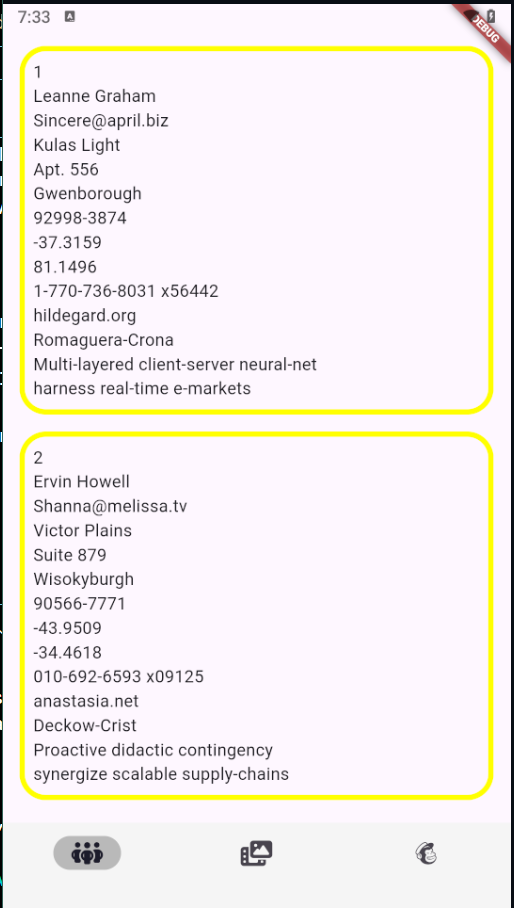 7:33
DEBUG
1
Leanne Graham
Sincere@april.biz
Kulas Light
Apt. 556
Gwenborough
92998-3874
-37.3159
81.1496
1-770-736-8031 x56442
hildegard.org
Romaguera-Crona
Multi-layered client-server neural-net
harness real-time e-markets
2
Ervin Howell
Shanna@melissa.tv
Victor Plains
Suite 879
Wisokyburgh
90566-7771
-43.9509
-34.4618
010-692-6593 x09125
anastasia.net
Deckow-Crist
Proactive didactic contingency
synergize scalable supply-chains